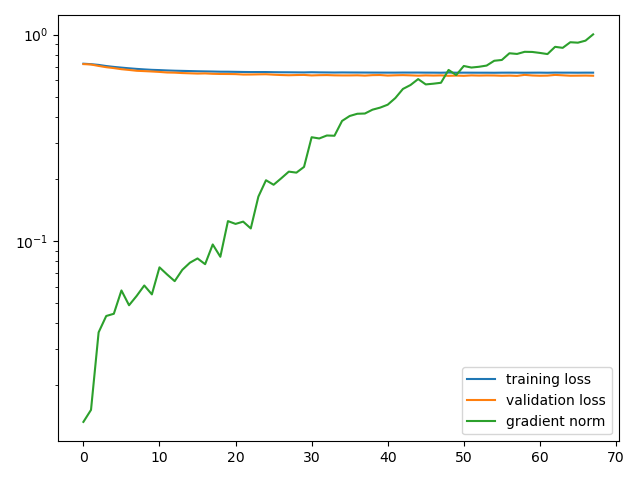 10⁰
10⁻¹
0 10 20 30 40 50 60 70
training loss
validation loss
gradient norm